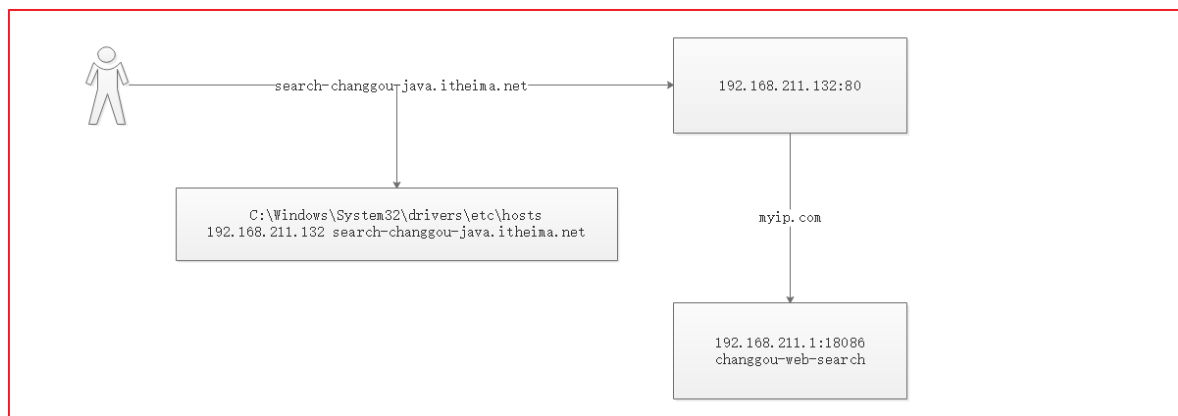 search-changgou-java.itheima.net
192.168.211.132:80
C:\Windows\System32\drivers\etc\hosts
192.168.211.132 search-changgou-java.itheima.net
myip.com
192.168.211.1:18086
changgou-web-search